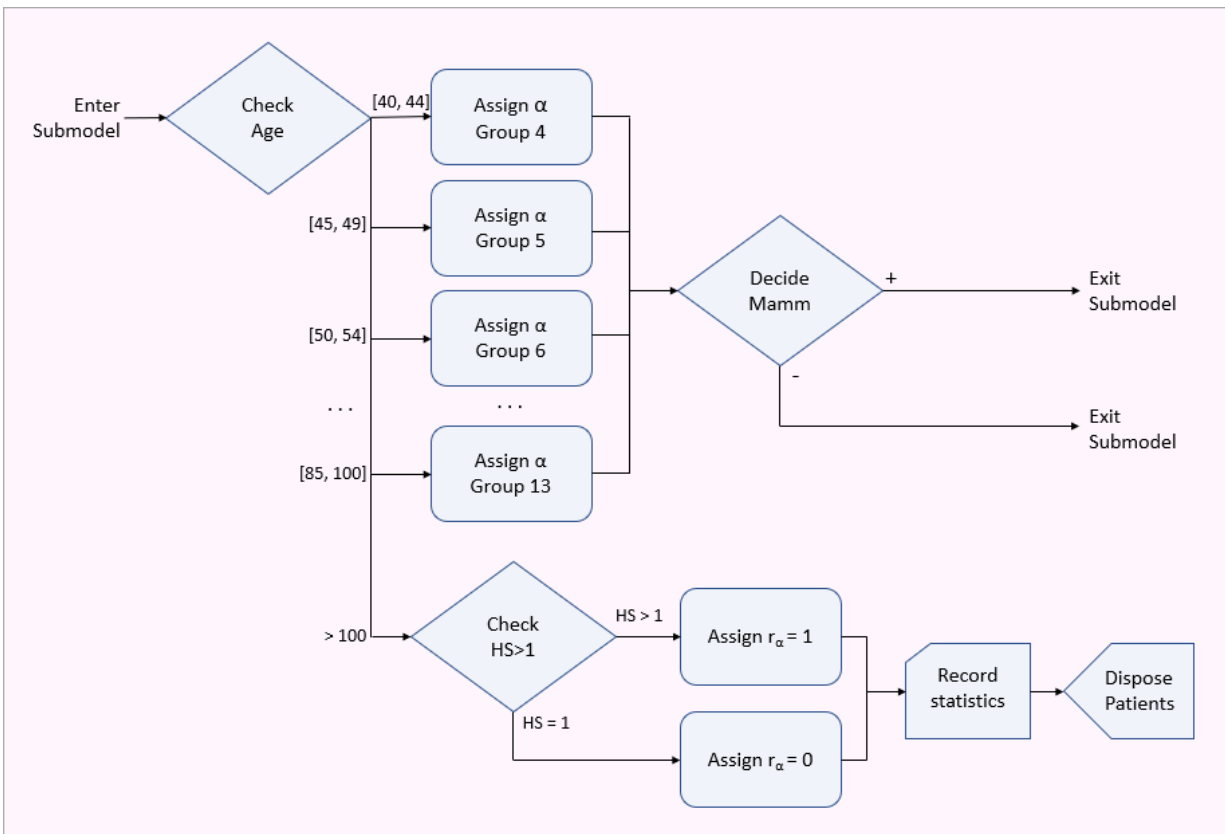 Enter
Submodel
Check
Age
[40, 44]
Assign α
Group 4
[45, 49]
Assign α
Group 5
[50, 54]
Assign α
Group 6
. . .
. . .
[85, 100]
Assign α
Group 13
Decide
Mamm
+
Exit
Submodel
-
Exit
Submodel
> 100
Check
HS>1
HS > 1
Assign rα = 1
HS = 1
Assign rα = 0
Record
statistics
Dispose
Patients